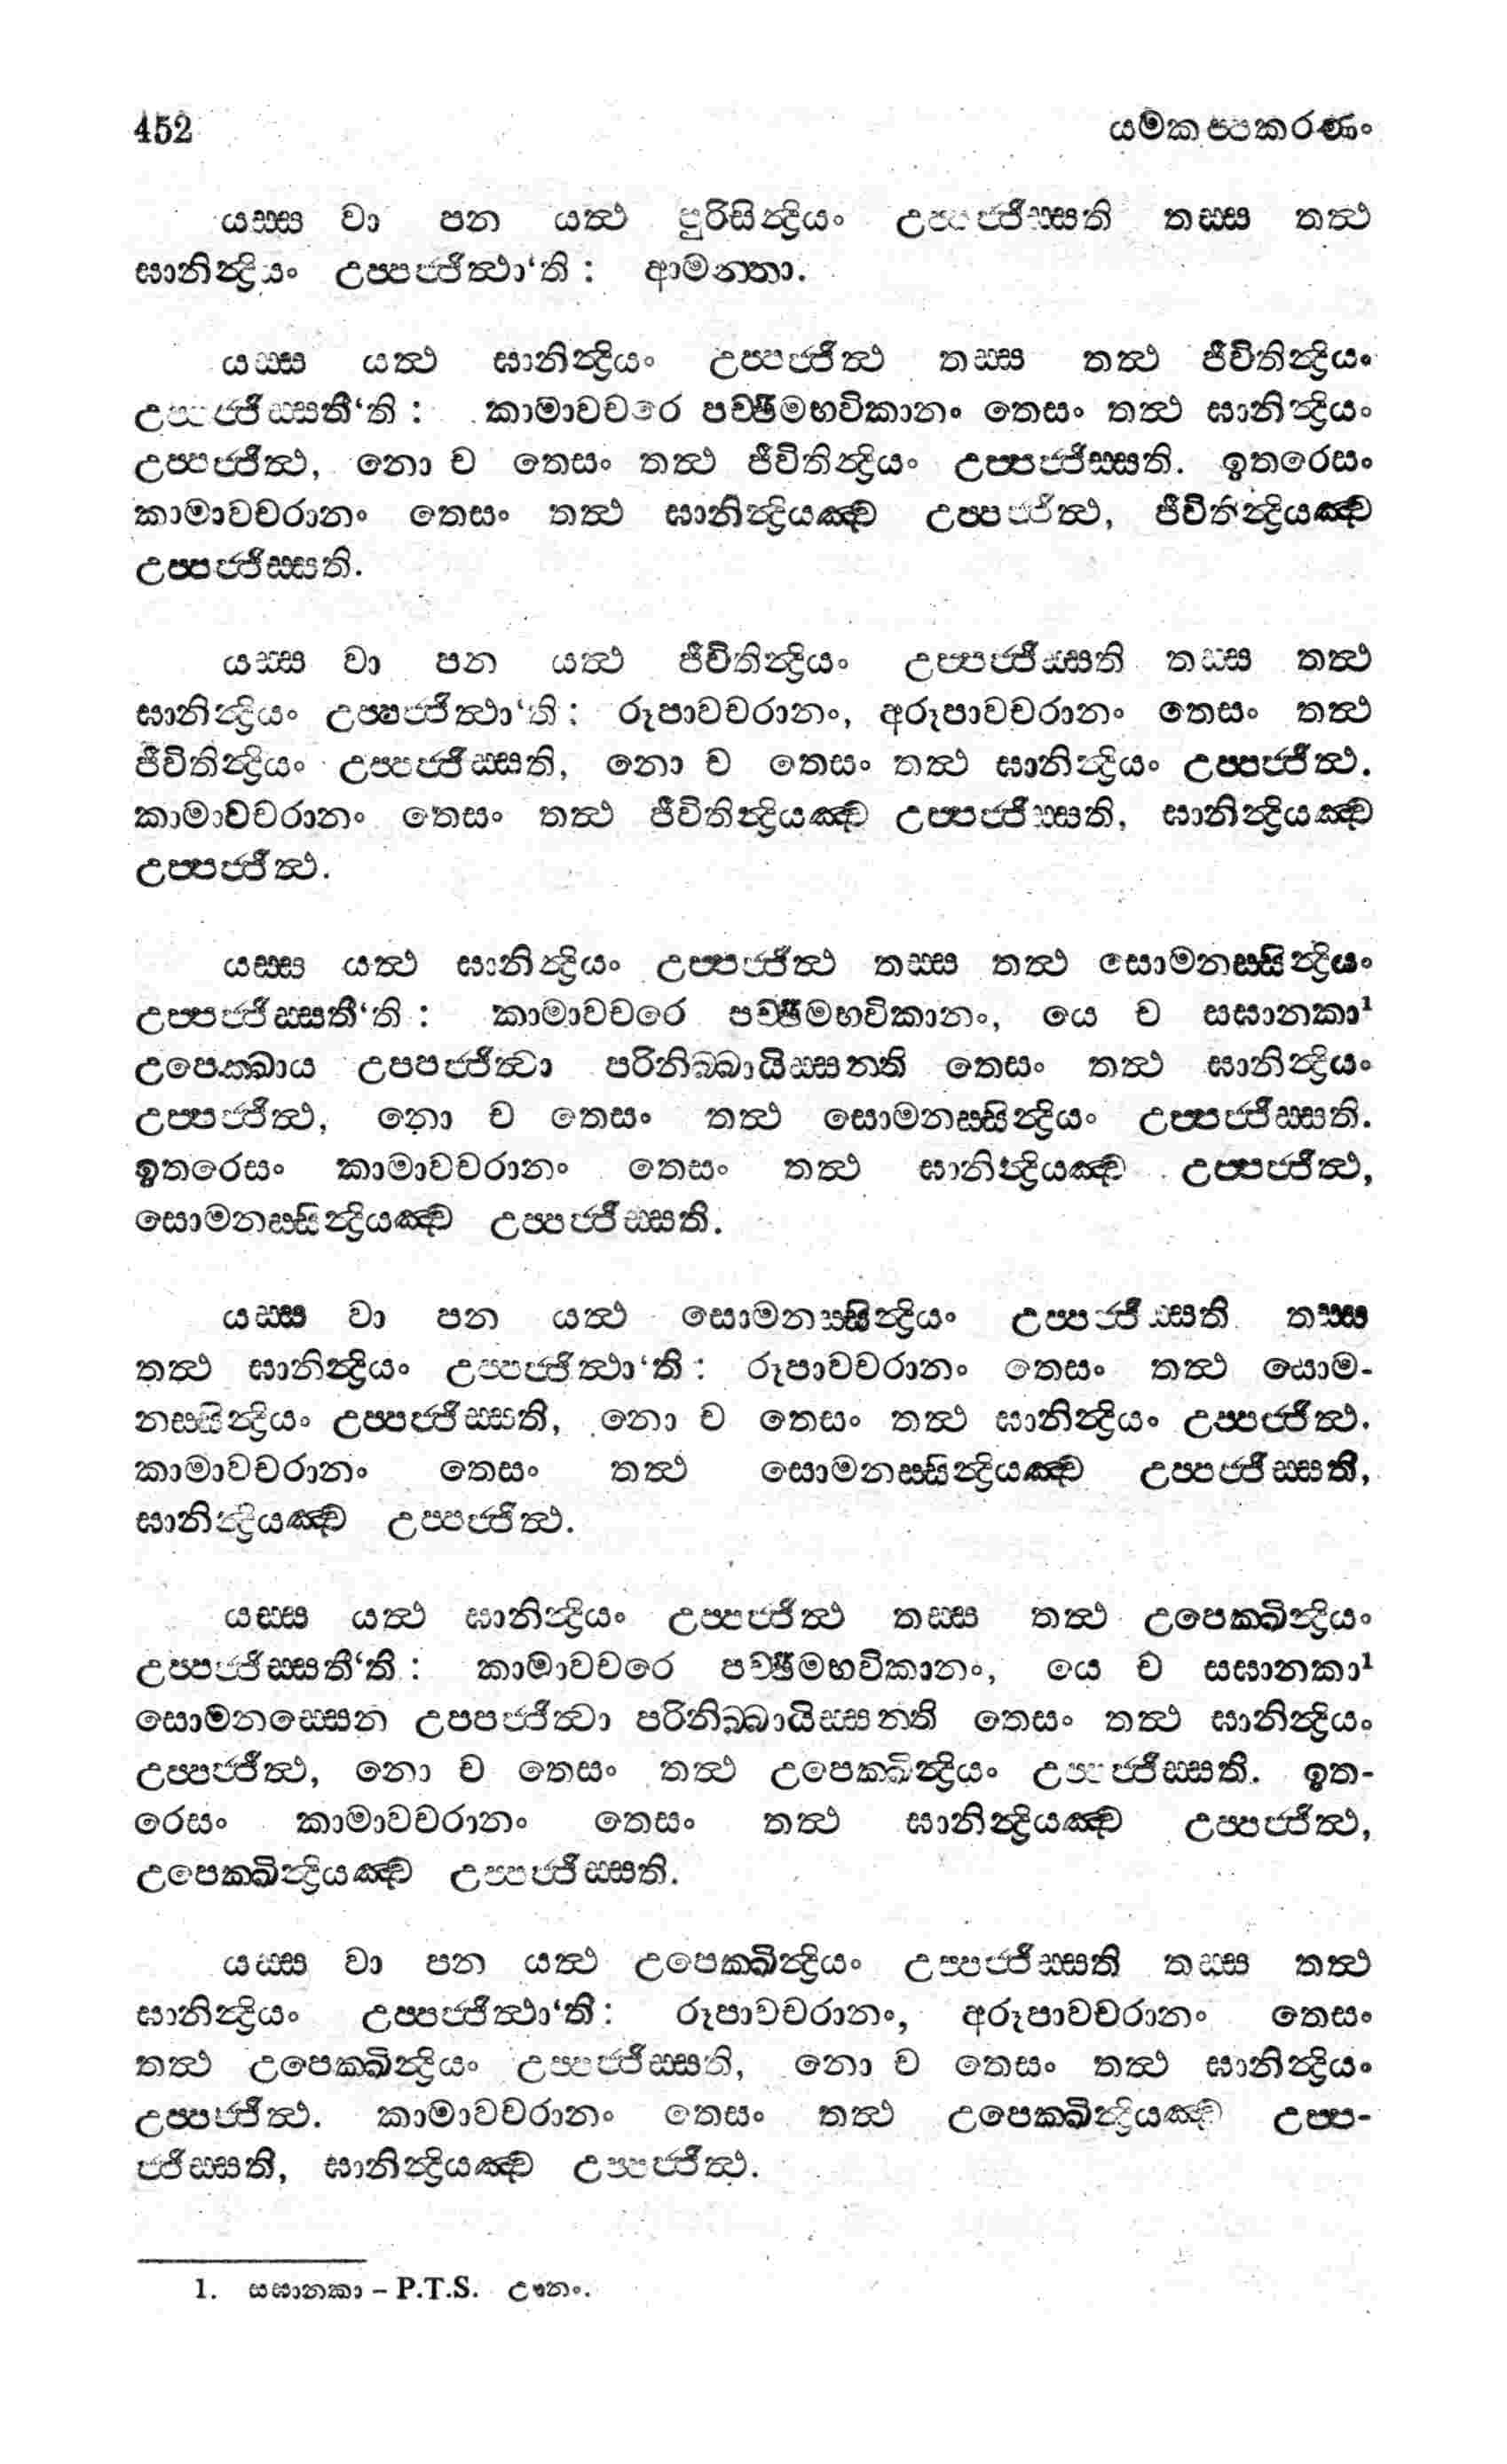 452 යමකප්පකරණං
යස්ස වා පන යත්ථ පුරිසින්ද්‍රියං උප්පජ්ජිස්සති තස්ස තත්ථ
ඝානින්ද්‍රියං උප්පජ්ජිත්ථා‘ති : ආමන්තා.
යස්ස යත්ථ ඝානින්ද්‍රියං උප්පජ්ජිත්ථ තස්ස තත්ථ ජීවිතින්ද්‍රියං
උප්පජ්ජිස්සතී‘ති : කාමාවචරෙ පච්ඡිමභවිකානං තෙසං තත්ථ ඝානින්ද්‍රියං
උප්පජ්ජිත්ථ, නො ච තෙසං තත්ථ ජීවිතින්ද්‍රියං උප්පජ්ජිස්සති. ඉතරෙසං
කාමාවචරානං තෙසං තත්ථ ඝානින්ද්‍රියඤ්ච උප්පජ්ජිත්ථ, ජීවිතින්ද්‍රියඤ්ච
උප්පජ්ජිස්සති.
යස්ස වා පන යත්ථ ජීවිතින්ද්‍රියං උප්පජ්ජිස්සති තස්ස තත්ථ
ඝානින්ද්‍රියං උප්පජ්ජිත්ථා‘ති : රූපාවචරානං, අරූපාවචරානං තෙසං තත්ථ
ජීවිතින්ද්‍රියං උප්පජ්ජිස්සති, නො ච තෙසං තත්ථ ඝානින්ද්‍රියං උප්පජ්ජිත්ථ.
කාමාවචරානං තෙසං තත්ථ ජීවිතින්ද්‍රියඤ්ච උප්පජ්ජිස්සති, ඝානින්ද්‍රියඤ්ච
උප්පජ්ජිත්ථ.
යස්ස යත්ථ ඝානින්ද්‍රියං උප්පජ්ජිත්ථ තස්ස තත්ථ සොමනස්සින්ද්‍රියං
උප්පජ්ජිස්සතී‘ති : කාමාවචරෙ පච්ඡිමභවිකානං, යෙ ච සඝානකා¹
උපෙක්ඛාය උපපජ්ජිත්වා පරිනිබ්බායිස්සන්ති තෙසං තත්ථ ඝානින්ද්‍රියං
උප්පජ්ජිත්ථ, නො ච තෙසං තත්ථ සොමනස්සින්ද්‍රියං උප්පජ්ජිස්සති.
ඉතරෙසං කාමාවචරානං තෙසං තත්ථ ඝානින්ද්‍රියඤ්ච උප්පජ්ජිත්ථ,
සොමනස්සින්ද්‍රියඤ්ච උප්පජ්ජිස්සති.
යස්ස වා පන යත්ථ සොමනස්සින්ද්‍රියං උප්පජ්ජිස්සති තස්ස
තත්ථ ඝානින්ද්‍රියං උප්පජ්ජිත්ථා‘ති : රූපාවචරානං තෙසං තත්ථ සොම-
නස්සින්ද්‍රියං උප්පජ්ජිස්සති, නො ච තෙසං තත්ථ ඝානින්ද්‍රියං උප්පජ්ජිත්ථ.
කාමාවචරානං තෙසං තත්ථ සොමනස්සින්ද්‍රියඤ්ච උප්පජ්ජිස්සති,
ඝානින්ද්‍රියඤ්ච උප්පජ්ජිත්ථ.
යස්ස යත්ථ ඝානින්ද්‍රියං උප්පජ්ජිත්ථ තස්ස තත්ථ උපෙක්ඛින්ද්‍රියං
උප්පජ්ජිස්සතී‘ති : කාමාවචරෙ පච්ඡිමභවිකානං, යෙ ච සඝානකා¹
සොමනස්සෙන උපපජ්ජිත්වා පරිනිබ්බායිස්සන්ති තෙසං තත්ථ ඝානින්ද්‍රියං
උප්පජ්ජිත්ථ, නො ච තෙසං තත්ථ උපෙක්ඛින්ද්‍රියං උප්පජ්ජිස්සති. ඉත-
රෙසං කාමාවචරානං තෙසං තත්ථ ඝානින්ද්‍රියඤ්ච උප්පජ්ජිත්ථ,
උපෙක්ඛින්ද්‍රියඤ්ච උප්පජ්ජිස්සති.
යස්ස වා පන යත්ථ උපෙක්ඛින්ද්‍රියං උප්පජ්ජිස්සති තස්ස තත්ථ
ඝානින්ද්‍රියං උප්පජ්ජිත්ථා‘ති : රූපාවචරානං, අරූපාවචරානං තෙසං
තත්ථ උපෙක්ඛින්ද්‍රියං උප්පජ්ජිස්සති, නො ච තෙසං තත්ථ ඝානින්ද්‍රියං
උප්පජ්ජිත්ථ. කාමාවචරානං තෙසං තත්ථ උපෙක්ඛින්ද්‍රියඤ්ච උප්ප-
ජ්ජිස්සති, ඝානින්ද්‍රියඤ්ච උප්පජ්ජිත්ථ.
1. සඝානකා – P.T.S. ඌනං.